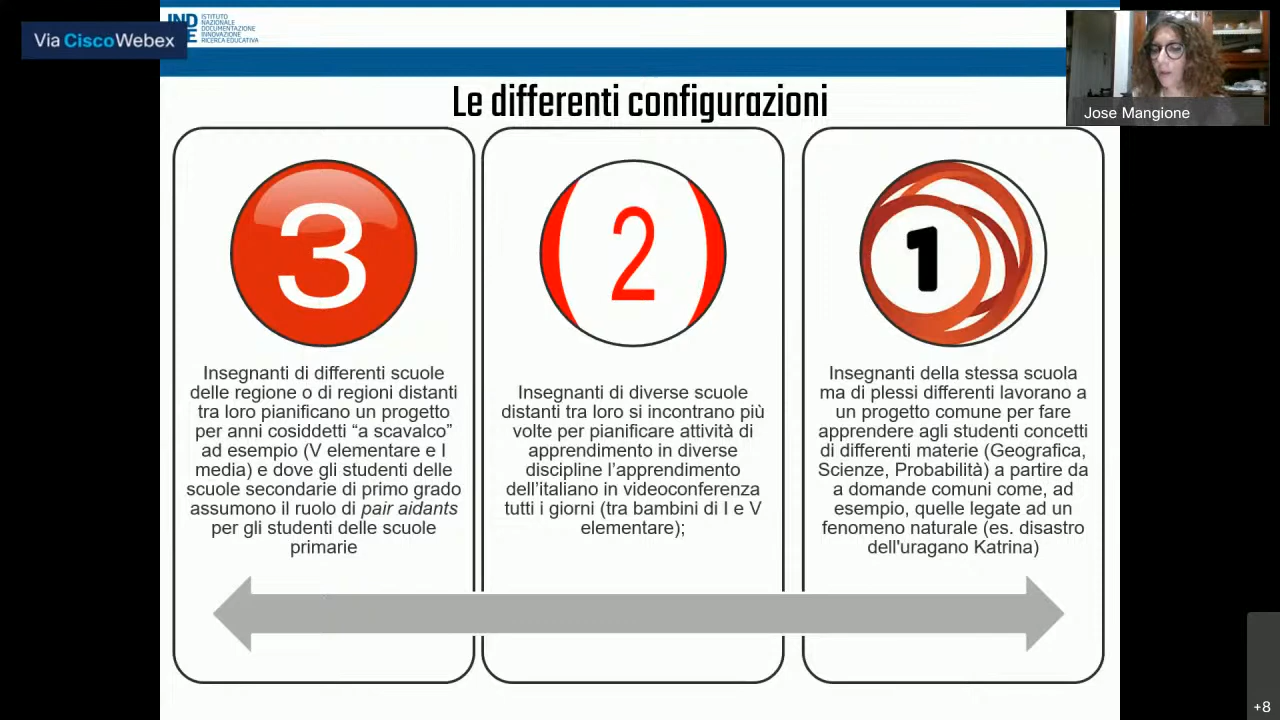 Via CiscoWebex
IND
E
ISTITUTO
NAZIONALE
DOCUMENTAZIONE
INNOVAZIONE
RICERCA EDUCATIVA
Jose Mangione
Le differenti configurazioni
3
Insegnanti di differenti scuole
delle regione o di regioni distanti
tra loro pianificano un progetto
per anni cosiddetti “a scavalco”
ad esempio (V elementare e I
media) e dove gli studenti delle
scuole secondarie di primo grado
assumono il ruolo di pair aidants
per gli studenti delle scuole
primarie
2
Insegnanti di diverse scuole
distanti tra loro si incontrano più
volte per pianificare attività di
apprendimento in diverse
discipline l’apprendimento
dell’italiano in videoconferenza
tutti i giorni (tra bambini di I e V
elementare);
1
Insegnanti della stessa scuola
ma di plessi differenti lavorano a
un progetto comune per fare
apprendere agli studenti concetti
di differenti materie (Geografica,
Scienze, Probabilità) a partire da
a domande comuni come, ad
esempio, quelle legate ad un
fenomeno naturale (es. disastro
dell'uragano Katrina)
+8